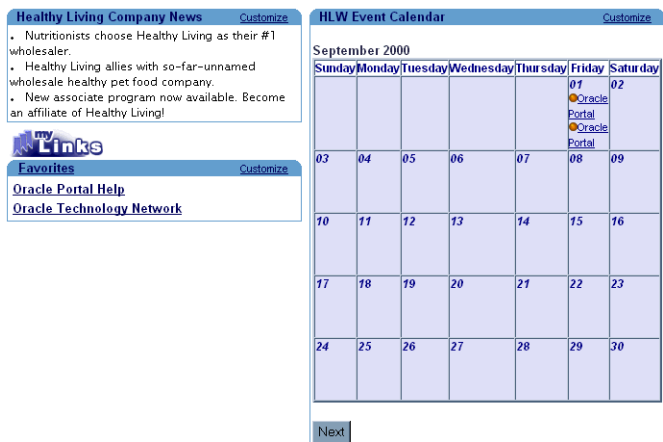 Healthy Living Company News Customize
. Nutritionists choose Healthy Living as their #1
wholesaler.
. Healthy Living allies with so-far-unnamed
wholesale healthy pet food company.
. New associate program now available. Become
an affiliate of Healthy Living!
my
Links
Favorites Customize
Oracle Portal Help
Oracle Technology Network
HLW Event Calendar Customize
September 2000
Sunday Monday Tuesday Wednesday Thursday Friday Saturday
01 02
Oracle
Portal
Oracle
Portal
03 04 05 06 07 08 09
10 11 12 13 14 15 16
17 18 19 20 21 22 23
24 25 26 27 28 29 30
Next